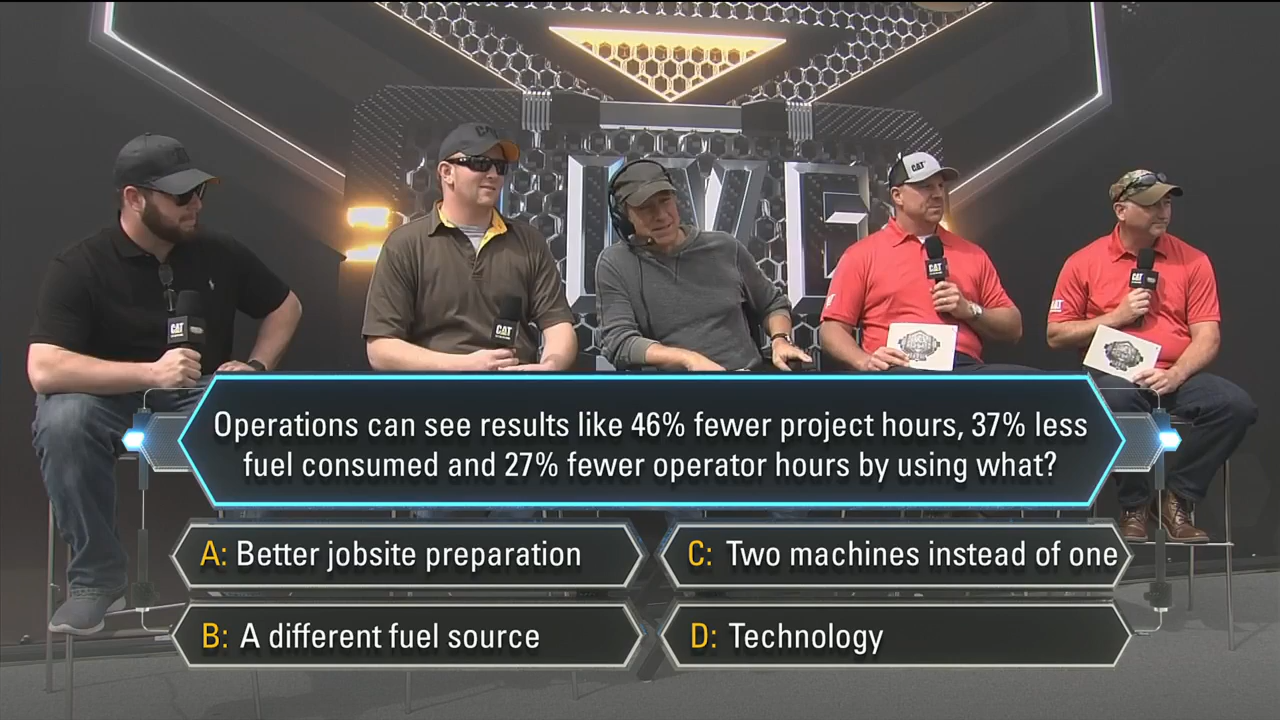 LIVE
CAT
CAT
CAT
CAT
CAT
CAT
Operations can see results like 46% fewer project hours, 37% less
fuel consumed and 27% fewer operator hours by using what?
A: Better jobsite preparation
C: Two machines instead of one
B: A different fuel source
D: Technology